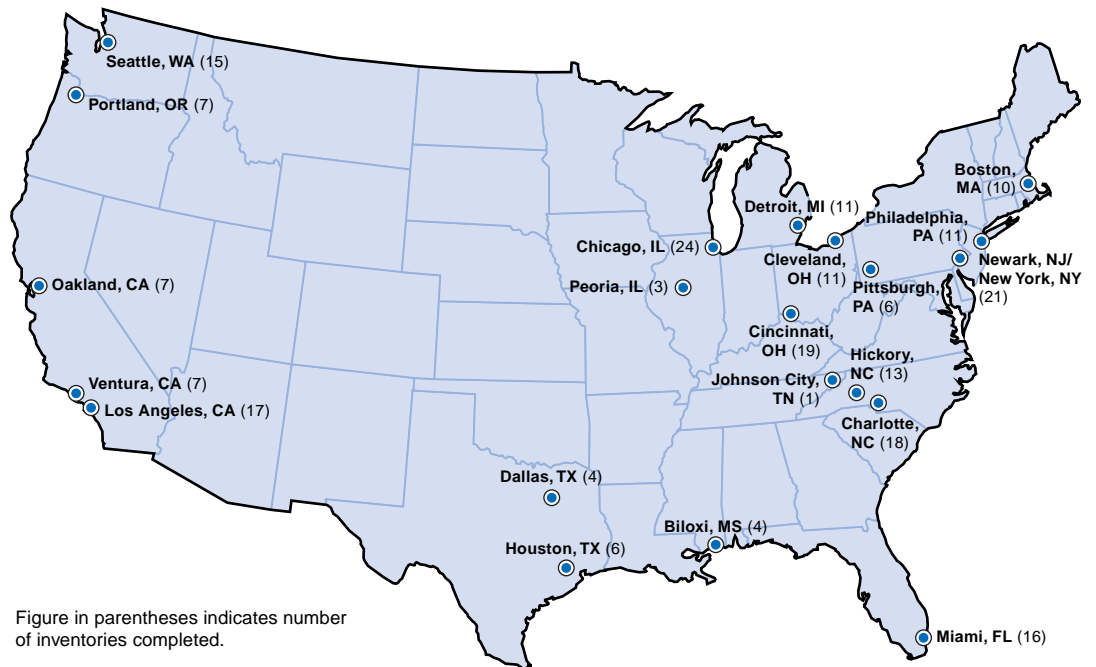 Seattle, WA (15)
Portland, OR (7)
Boston,
MA (10)
Detroit, MI (11)
Philadelphia,
PA (11)
Chicago, IL (24)
Cleveland,
OH (11)
Newark, NJ/
New York, NY
(21)
Oakland, CA (7)
Peoria, IL (3)
Pittsburgh,
PA (6)
Cincinnati,
OH (19)
Hickory,
NC (13)
Ventura, CA (7)
Johnson City,
TN (1)
Los Angeles, CA (17)
Charlotte,
NC (18)
Dallas, TX (4)
Biloxi, MS (4)
Houston, TX (6)
Figure in parentheses indicates number
of inventories completed.
Miami, FL (16)